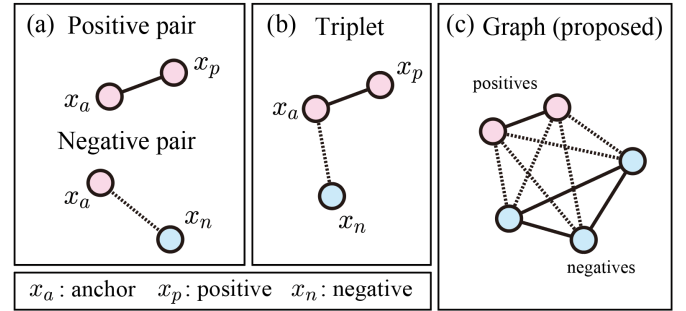 (a) Positive pair
x_a
x_p
Negative pair
x_a
x_n
(b) Triplet
x_a
x_p
x_n
(c) Graph (proposed)
positives
negatives
x_a : anchor x_p : positive x_n : negative